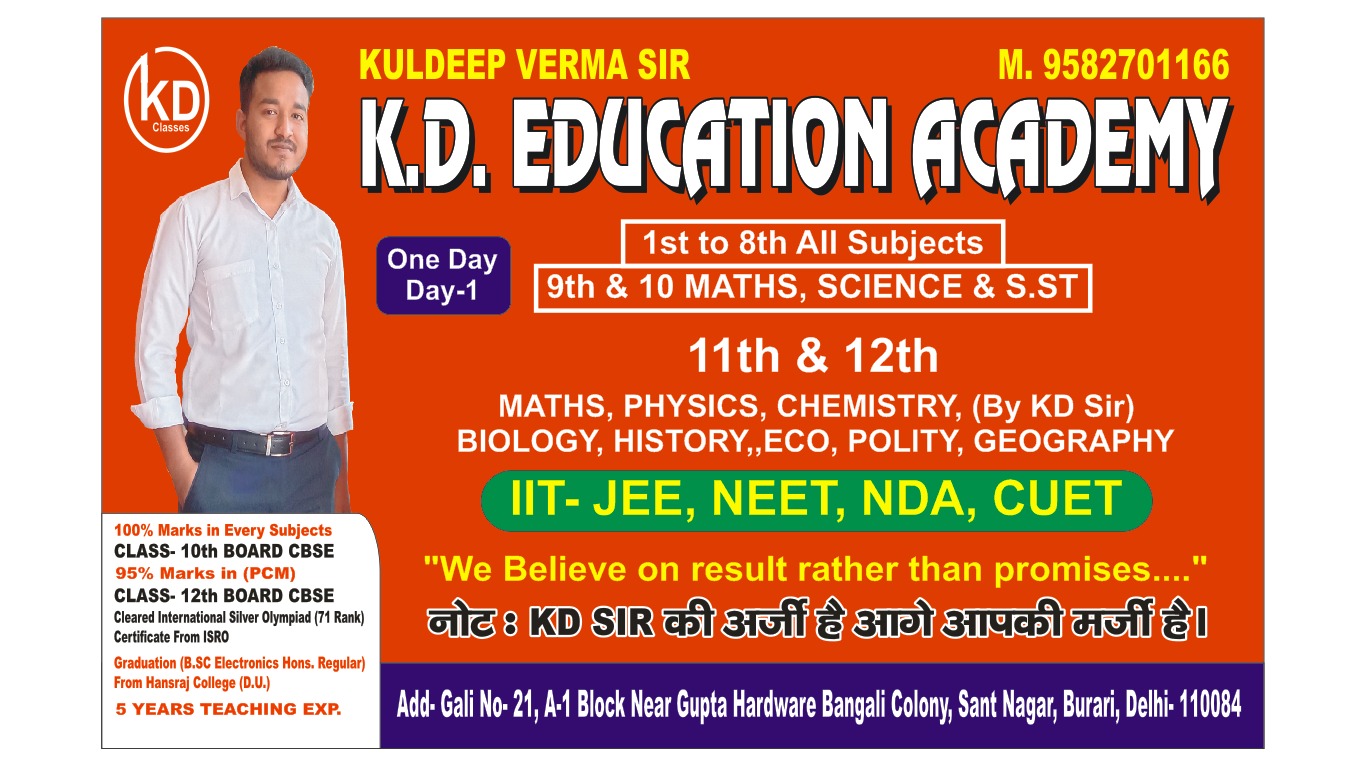 KD
Classes
KULDEEP VERMA SIR
M. 9582701166
K.D. EDUCATION ACADEMY
One Day
Day-1
1st to 8th All Subjects
9th & 10 MATHS, SCIENCE & S.ST
11th & 12th
MATHS, PHYSICS, CHEMISTRY, (By KD Sir)
BIOLOGY, HISTORY,,ECO, POLITY, GEOGRAPHY
IIT- JEE, NEET, NDA, CUET
"We Believe on result rather than promises...."
नोट : KD SIR की अर्जी है आगे आपकी मर्जी है।
100% Marks in Every Subjects
CLASS- 10th BOARD CBSE
95% Marks in (PCM)
CLASS- 12th BOARD CBSE
Cleared International Silver Olympiad (71 Rank)
Certificate From ISRO
Graduation (B.SC Electronics Hons. Regular)
From Hansraj College (D.U.)
5 YEARS TEACHING EXP.
Add- Gali No- 21, A-1 Block Near Gupta Hardware Bangali Colony, Sant Nagar, Burari, Delhi- 110084